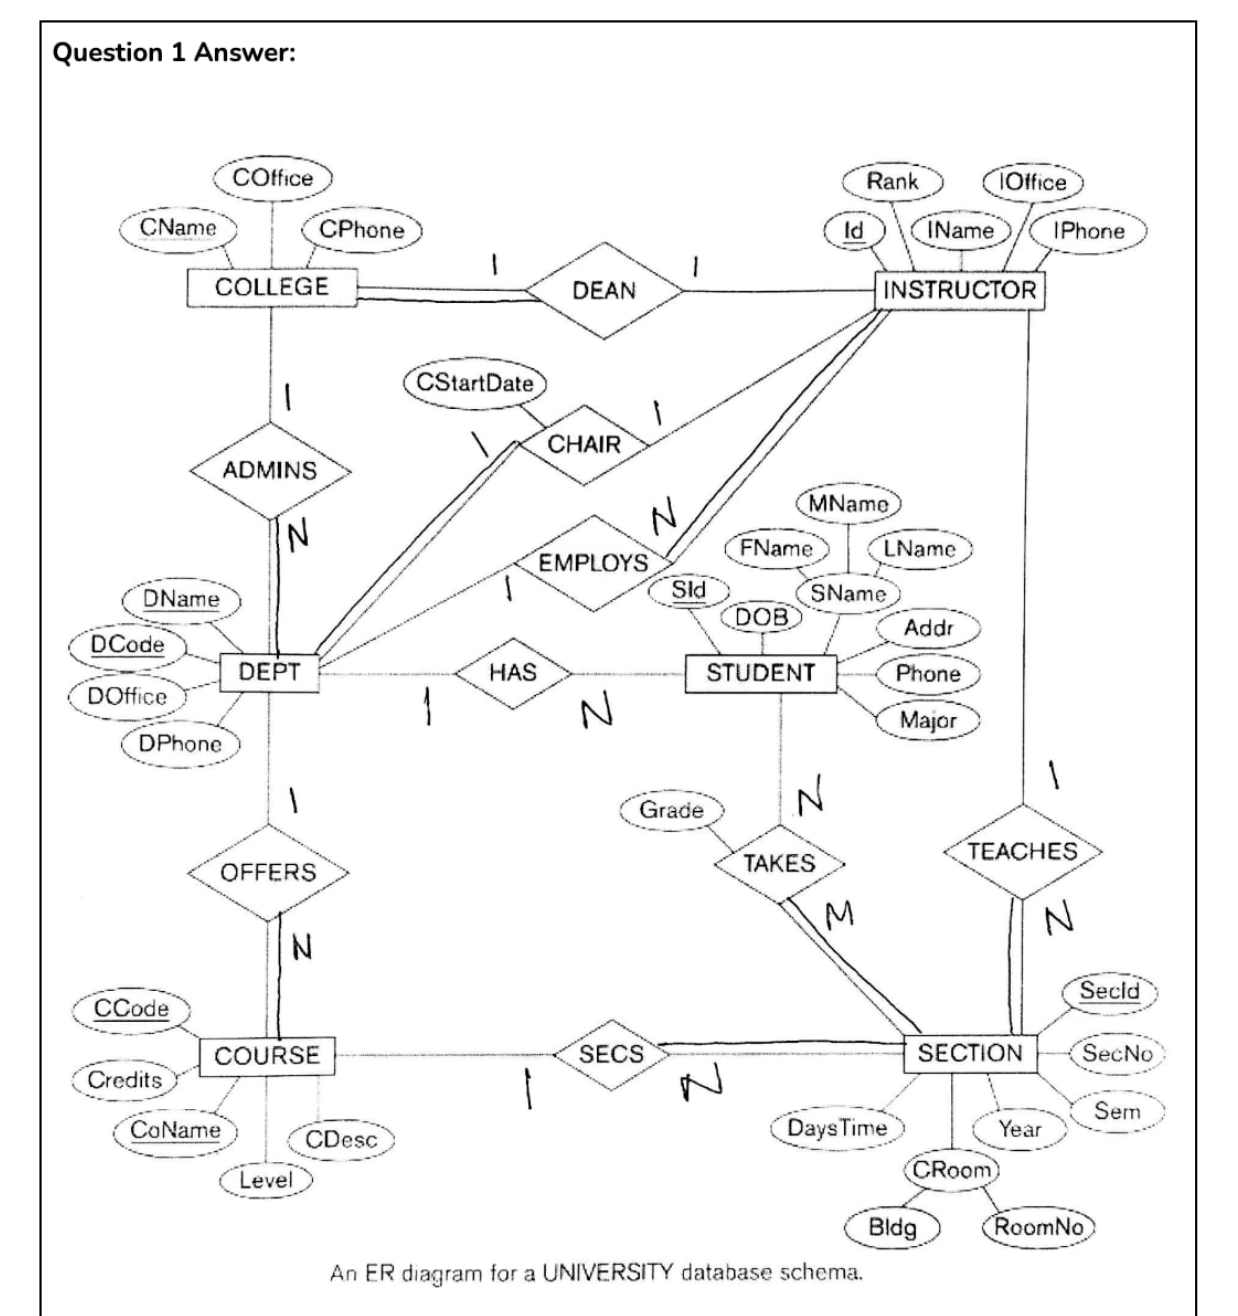 Question 1 Answer:
COffice
Rank
IOffice
CName
CPhone
Id
IName
IPhone
1
1
COLLEGE
DEAN
INSTRUCTOR
CStartDate
1
1
1
CHAIR
ADMINS
MName
N
N
FName
LName
EMPLOYS
1
SId
SName
DName
DOB
Addr
DCode
DEPT
HAS
STUDENT
Phone
DOffice
1
N
Major
DPhone
1
N
1
Grade
TEACHES
TAKES
OFFERS
M
N
N
SecId
CCode
COURSE
SECS
SECTION
SecNo
Credits
1
N
Sem
CoName
CDesc
DaysTime
Year
Level
CRoom
Bldg
RoomNo
An ER diagram for a UNIVERSITY database schema.